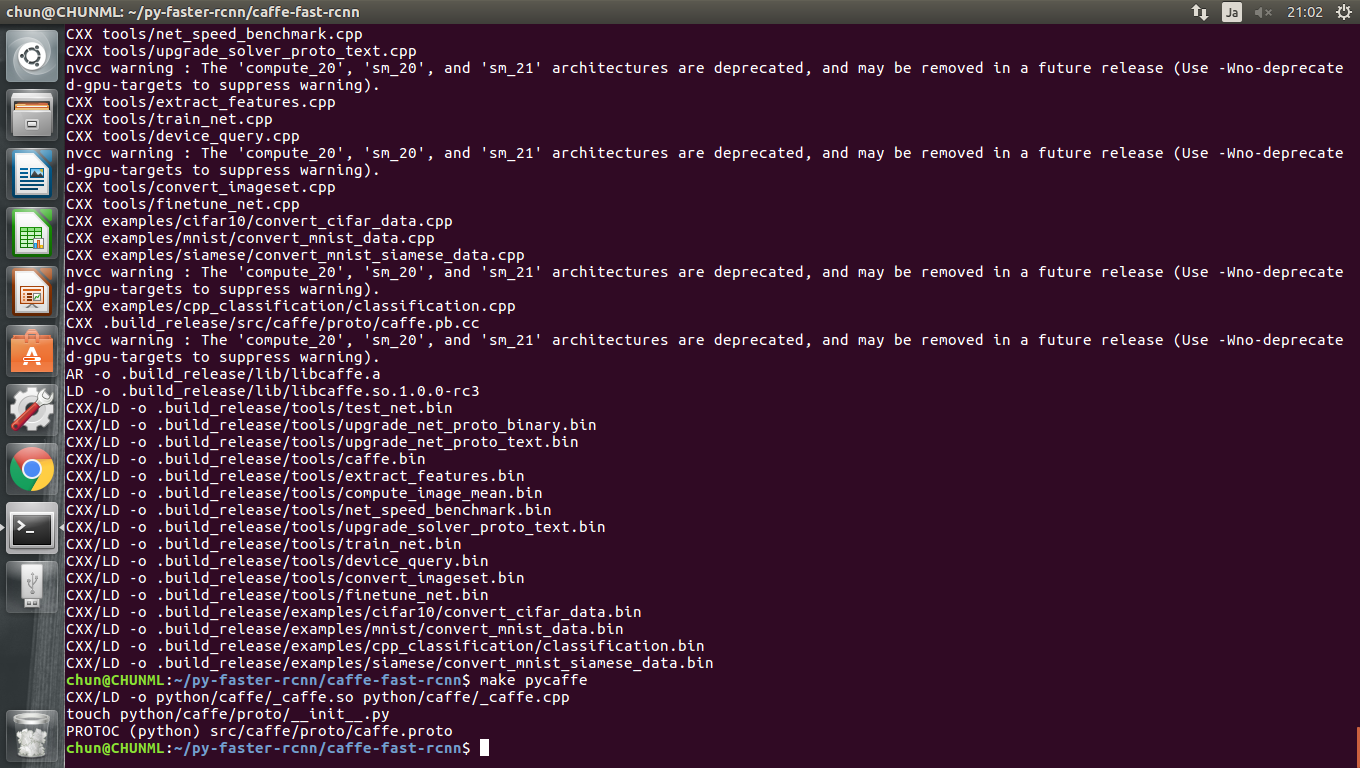 chun@CHUNML: ~/py-faster-rcnn/caffe-fast-rcnn
Ja
21:02
CXX tools/net_speed_benchmark.cpp
CXX tools/upgrade_solver_proto_text.cpp
nvcc warning : The 'compute_20', 'sm_20', and 'sm_21' architectures are deprecated, and may be removed in a future release (Use -Wno-deprecate
d-gpu-targets to suppress warning).
CXX tools/extract_features.cpp
CXX tools/train_net.cpp
CXX tools/device_query.cpp
nvcc warning : The 'compute_20', 'sm_20', and 'sm_21' architectures are deprecated, and may be removed in a future release (Use -Wno-deprecate
d-gpu-targets to suppress warning).
CXX tools/convert_imageset.cpp
CXX tools/finetune_net.cpp
CXX examples/cifar10/convert_cifar_data.cpp
CXX examples/mnist/convert_mnist_data.cpp
CXX examples/siamese/convert_mnist_siamese_data.cpp
nvcc warning : The 'compute_20', 'sm_20', and 'sm_21' architectures are deprecated, and may be removed in a future release (Use -Wno-deprecate
d-gpu-targets to suppress warning).
CXX examples/cpp_classification/classification.cpp
CXX .build_release/src/caffe/proto/caffe.pb.cc
nvcc warning : The 'compute_20', 'sm_20', and 'sm_21' architectures are deprecated, and may be removed in a future release (Use -Wno-deprecate
d-gpu-targets to suppress warning).
AR -o .build_release/lib/libcaffe.a
LD -o .build_release/lib/libcaffe.so.1.0.0-rc3
CXX/LD -o .build_release/tools/test_net.bin
CXX/LD -o .build_release/tools/upgrade_net_proto_binary.bin
CXX/LD -o .build_release/tools/upgrade_net_proto_text.bin
CXX/LD -o .build_release/tools/caffe.bin
CXX/LD -o .build_release/tools/extract_features.bin
CXX/LD -o .build_release/tools/compute_image_mean.bin
CXX/LD -o .build_release/tools/net_speed_benchmark.bin
CXX/LD -o .build_release/tools/upgrade_solver_proto_text.bin
CXX/LD -o .build_release/tools/train_net.bin
CXX/LD -o .build_release/tools/device_query.bin
CXX/LD -o .build_release/tools/convert_imageset.bin
CXX/LD -o .build_release/tools/finetune_net.bin
CXX/LD -o .build_release/examples/cifar10/convert_cifar_data.bin
CXX/LD -o .build_release/examples/mnist/convert_mnist_data.bin
CXX/LD -o .build_release/examples/cpp_classification/classification.bin
CXX/LD -o .build_release/examples/siamese/convert_mnist_siamese_data.bin
chun@CHUNML:~/py-faster-rcnn/caffe-fast-rcnn$ make pycaffe
CXX/LD -o python/caffe/_caffe.so python/caffe/_caffe.cpp
touch python/caffe/proto/__init__.py
PROTOC (python) src/caffe/proto/caffe.proto
chun@CHUNML:~/py-faster-rcnn/caffe-fast-rcnn$